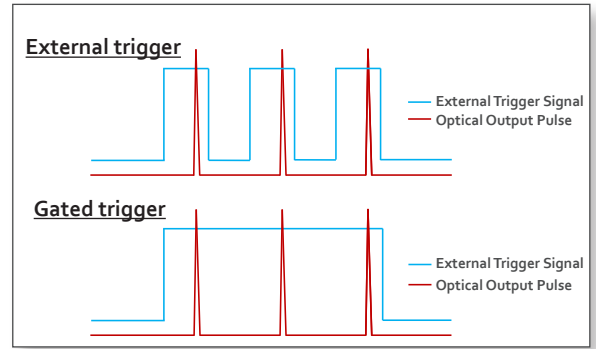 External trigger
External Trigger Signal
Optical Output Pulse
Gated trigger
External Trigger Signal
Optical Output Pulse